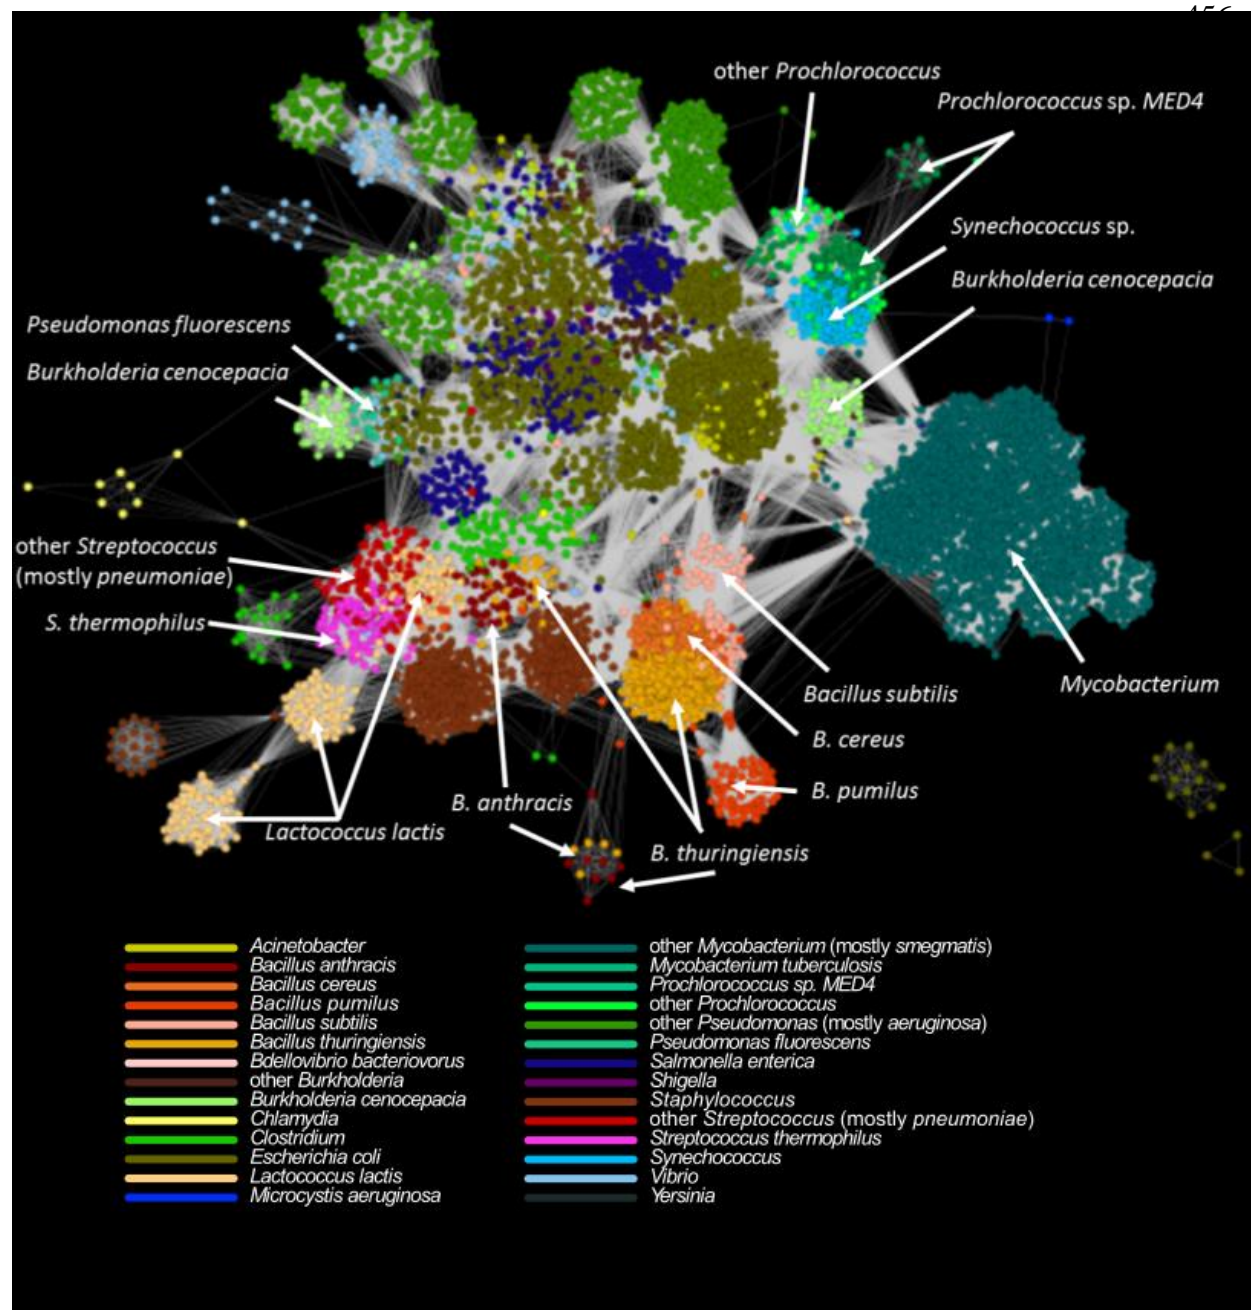 other Prochlorococcus
Prochlorococcus sp. MED4
Synechococcus sp.
Burkholderia cenocepacia
Pseudomonas fluorescens
Burkholderia cenocepacia
other Streptococcus
(mostly pneumoniae)
S. thermophilus
Mycobacterium
Bacillus subtilis
B. cereus
B. pumilus
B. anthracis
Lactococcus lactis
B. thuringiensis
Acinetobacter
Bacillus anthracis
Bacillus cereus
Bacillus pumilus
Bacillus subtilis
Bacillus thuringiensis
Bdellovibrio bacteriovorus
other Burkholderia
Burkholderia cenocepacia
Chlamydia
Clostridium
Escherichia coli
Lactococcus lactis
Microcystis aeruginosa
other Mycobacterium (mostly smegmatis)
Mycobacterium tuberculosis
Prochlorococcus sp. MED4
other Prochlorococcus
other Pseudomonas (mostly aeruginosa)
Pseudomonas fluorescens
Salmonella enterica
Shigella
Staphylococcus
other Streptococcus (mostly pneumoniae)
Streptococcus thermophilus
Synechococcus
Vibrio
Yersinia